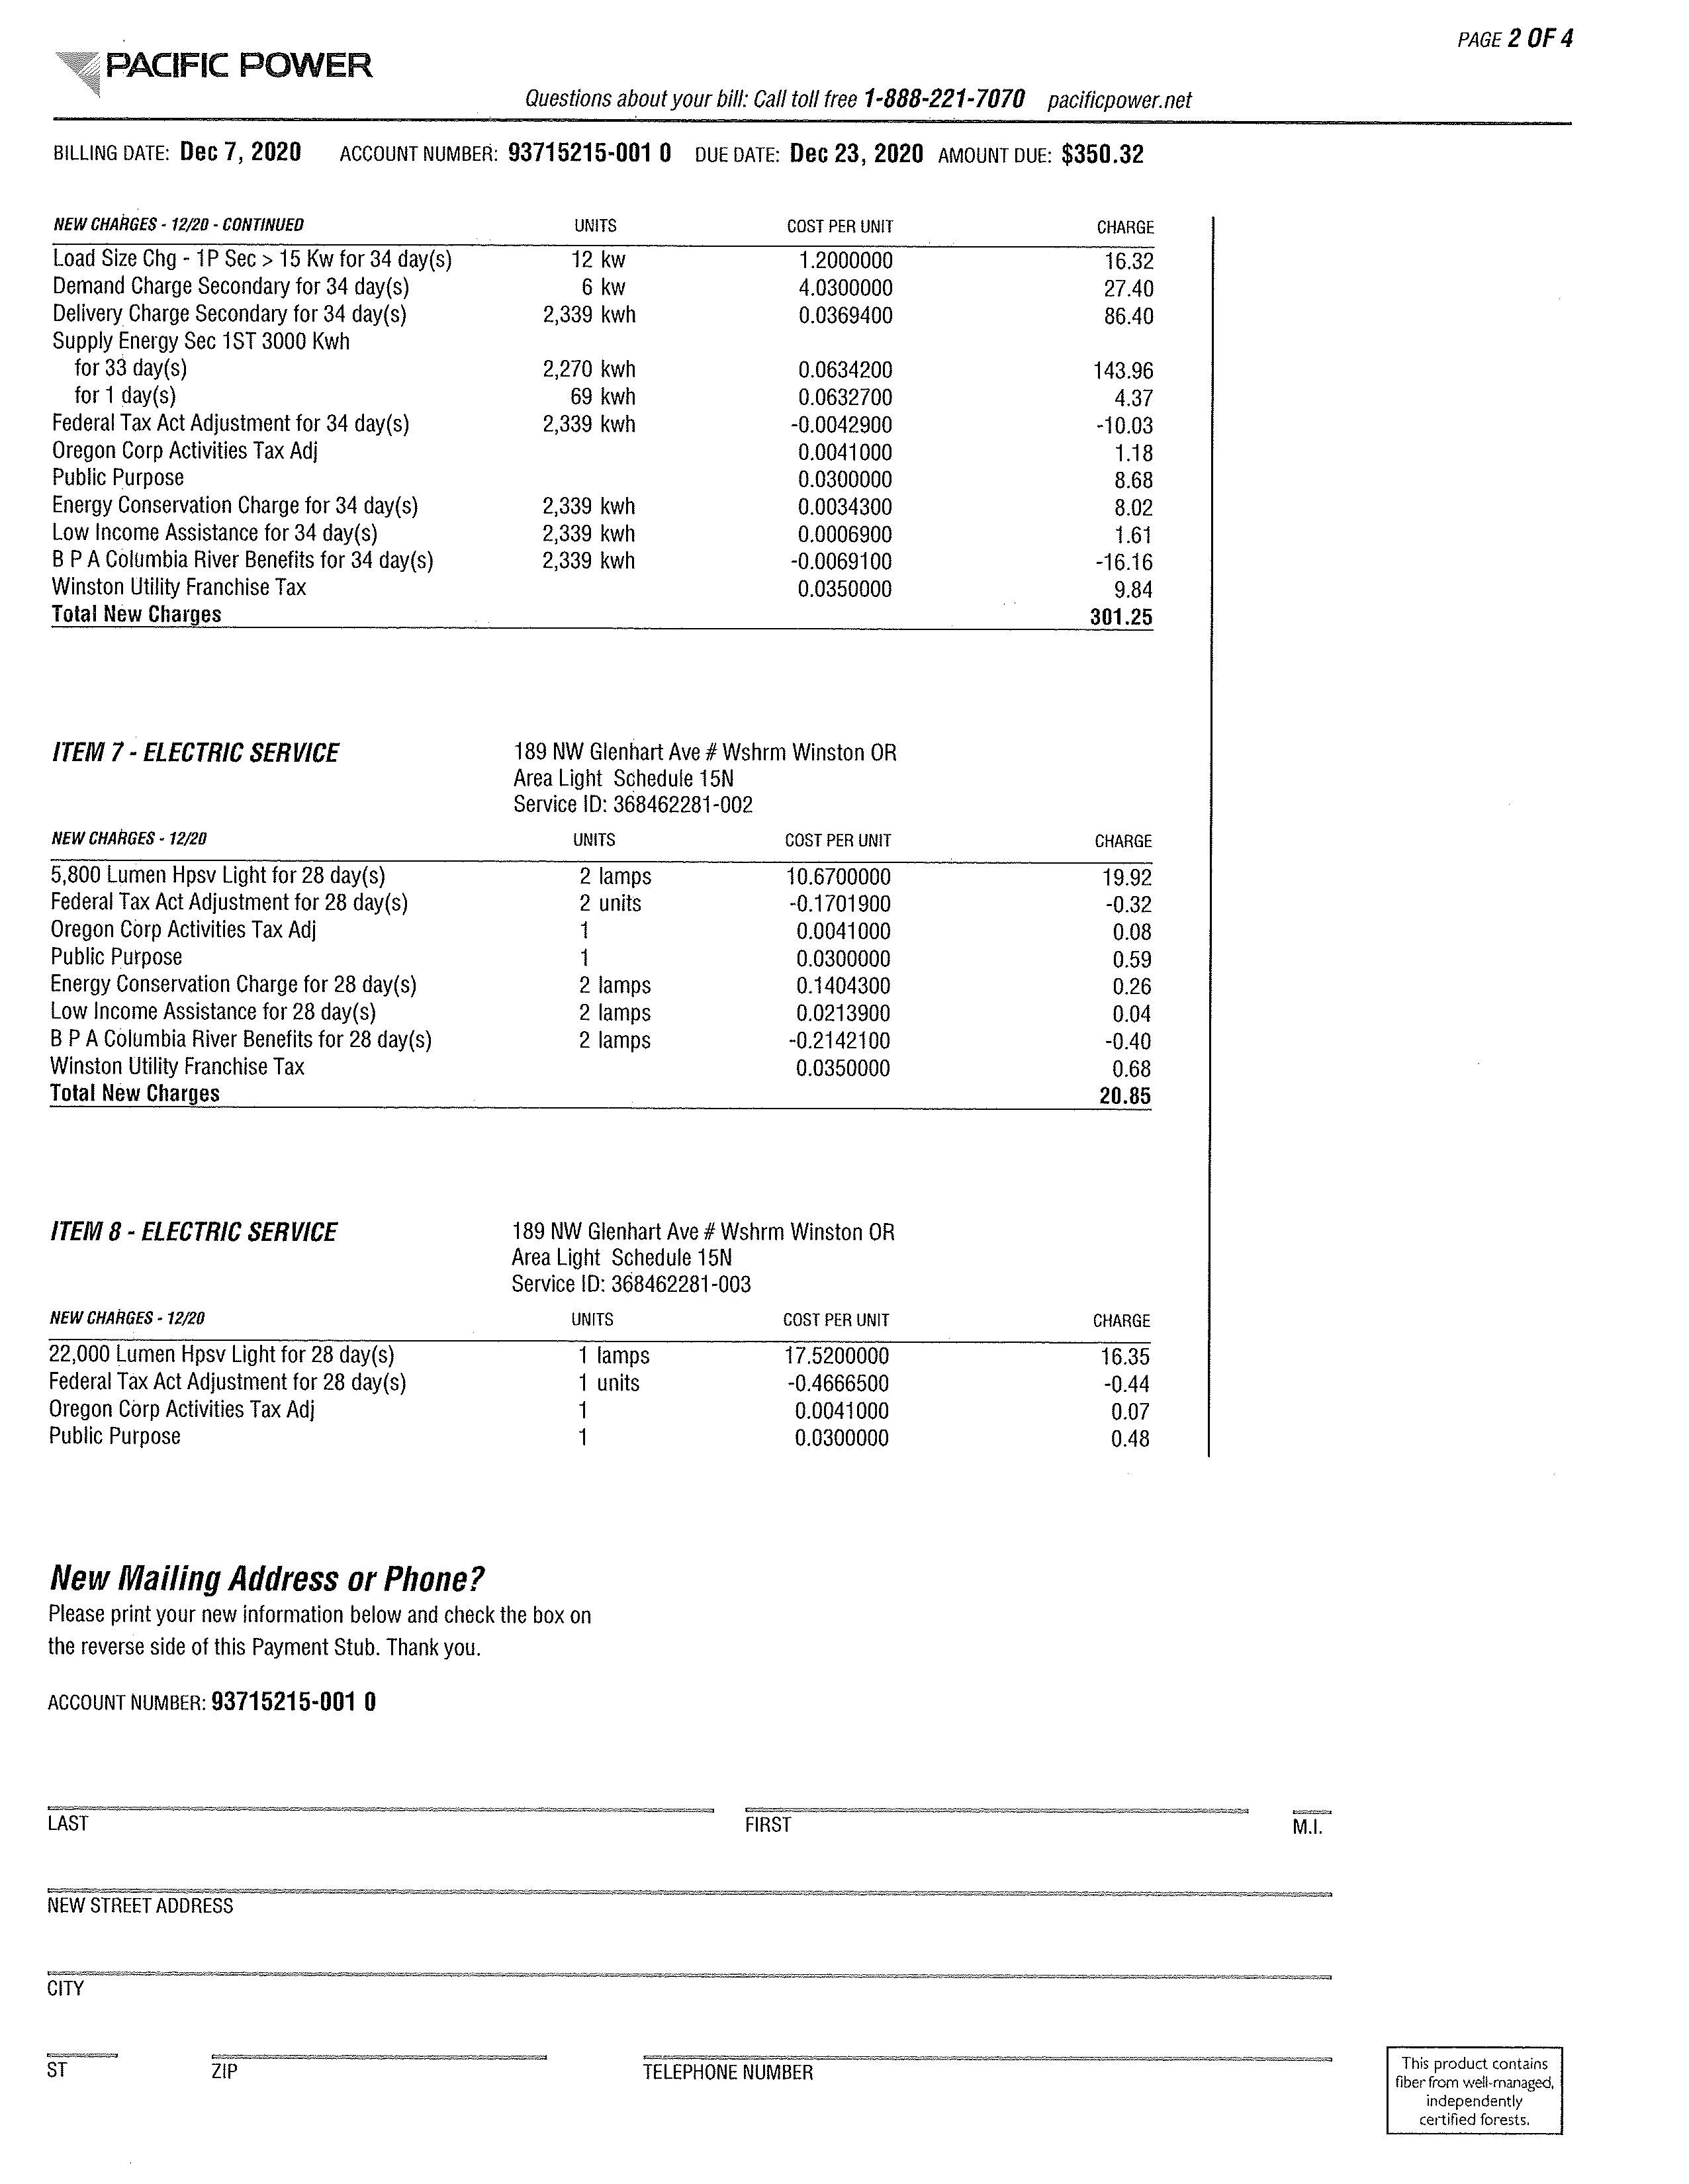 PAGE 2 OF 4
PACIFIC POWER
Questions about your bill: Call toll free 1-888-221-7070 pacificpower.net
BILLING DATE: Dec 7, 2020 ACCOUNT NUMBER: 93715215-001 0 DUE DATE: Dec 23, 2020 AMOUNT DUE: $350.32
NEW CHARGES - 12/20 - CONTINUED UNITS COST PER UNIT CHARGE
Load Size Chg - 1P Sec > 15 Kw for 34 day(s) 12 kw 1.2000000 16.32
Demand Charge Secondary for 34 day(s) 6 kw 4.0300000 27.40
Delivery Charge Secondary for 34 day(s) 2,339 kwh 0.0369400 86.40
Supply Energy Sec 1ST 3000 Kwh
for 33 day(s) 2,270 kwh 0.0634200 143.96
for 1 day(s) 69 kwh 0.0632700 4.37
Federal Tax Act Adjustment for 34 day(s) 2,339 kwh -0.0042900 -10.03
Oregon Corp Activities Tax Adj 0.0041000 1.18
Public Purpose 0.0300000 8.68
Energy Conservation Charge for 34 day(s) 2,339 kwh 0.0034300 8.02
Low Income Assistance for 34 day(s) 2,339 kwh 0.0006900 1.61
B P A Columbia River Benefits for 34 day(s) 2,339 kwh -0.0069100 -16.16
Winston Utility Franchise Tax 0.0350000 9.84
Total New Charges 301.25
ITEM 7 - ELECTRIC SERVICE 189 NW Glenhart Ave # Wshrm Winston OR
Area Light Schedule 15N
Service ID: 368462281-002
NEW CHARGES - 12/20 UNITS COST PER UNIT CHARGE
5,800 Lumen Hpsv Light for 28 day(s) 2 lamps 10.6700000 19.92
Federal Tax Act Adjustment for 28 day(s) 2 units -0.1701900 -0.32
Oregon Corp Activities Tax Adj 1 0.0041000 0.08
Public Purpose 1 0.0300000 0.59
Energy Conservation Charge for 28 day(s) 2 lamps 0.1404300 0.26
Low Income Assistance for 28 day(s) 2 lamps 0.0213900 0.04
B P A Columbia River Benefits for 28 day(s) 2 lamps -0.2142100 -0.40
Winston Utility Franchise Tax 0.0350000 0.68
Total New Charges 20.85
ITEM 8 - ELECTRIC SERVICE 189 NW Glenhart Ave # Wshrm Winston OR
Area Light Schedule 15N
Service ID: 368462281-003
NEW CHARGES - 12/20 UNITS COST PER UNIT CHARGE
22,000 Lumen Hpsv Light for 28 day(s) 1 lamps 17.5200000 16.35
Federal Tax Act Adjustment for 28 day(s) 1 units -0.4666500 -0.44
Oregon Corp Activities Tax Adj 1 0.0041000 0.07
Public Purpose 1 0.0300000 0.48
New Mailing Address or Phone?
Please print your new information below and check the box on
the reverse side of this Payment Stub. Thank you.
ACCOUNT NUMBER: 93715215-001 0
LAST FIRST M.I.
NEW STREET ADDRESS
CITY
ST ZIP TELEPHONE NUMBER
This product contains
fiber from well-managed,
independently
certified forests.